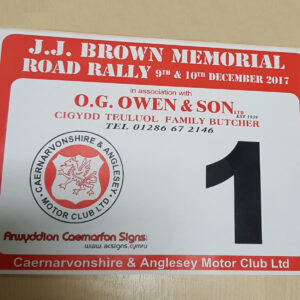 J.J. BROWN MEMORIAL
ROAD RALLY 9TH & 10TH DECEMBER 2017
in association with
O.G. OWEN & SON LTD
EST 1929
CIGYDD TEULUOL FAMILY BUTCHER
TEL 01286 67 2146
CAERNARVONSHIRE & ANGLESEY
MOTOR CLUB LTD
1
Arwyddion Caernarfon Signs
www.acsigns.cymru
Caernarvonshire & Anglesey Motor Club Ltd